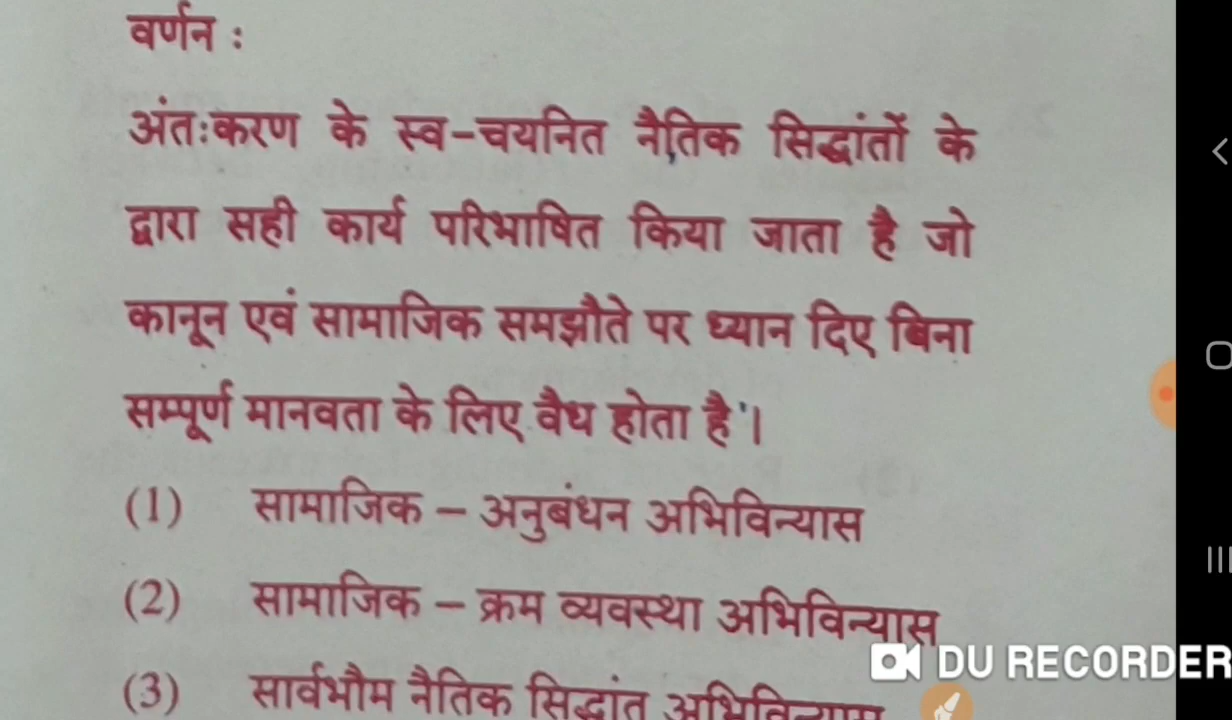 वर्णन :
अंतःकरण के स्व-चयनित नैतिक सिद्धांतों के
द्वारा सही कार्य परिभाषित किया जाता है जो
कानून एवं सामाजिक समझौते पर ध्यान दिए बिना
सम्पूर्ण मानवता के लिए वैध होता है'।
(1) सामाजिक – अनुबंधन अभिविन्यास
(2) सामाजिक – क्रम व्यवस्था अभिविन्यास
DU RECORDER
(3) सार्वभौम नैतिक सिद्धांत अभिविन्यास